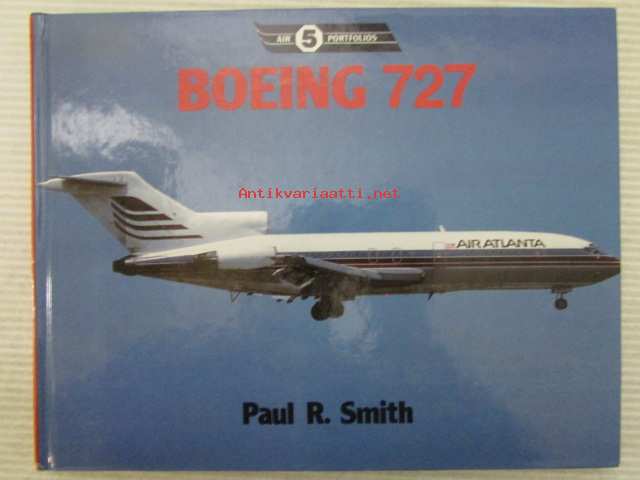 AIR 5 PORTFOLIOS
BOEING 727
Antikvariaatti.net
AIR ATLANTA
Paul R. Smith